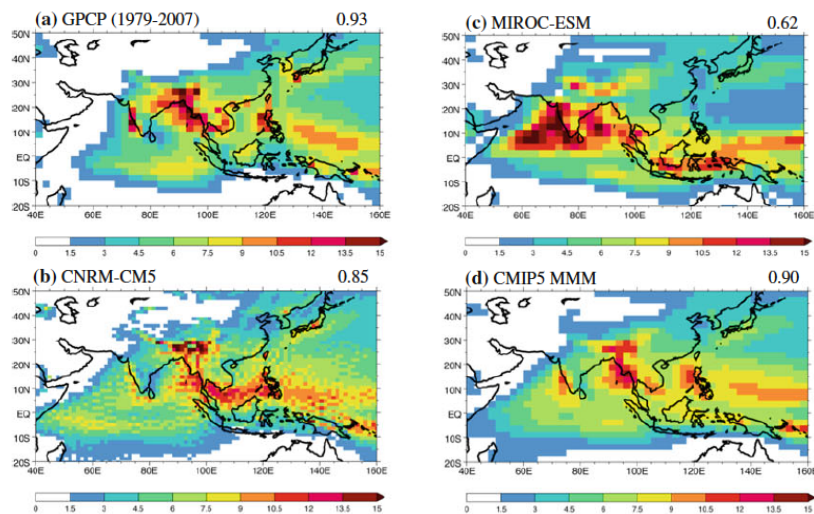 (a) GPCP (1979-2007) 0.93
50N
40N
30N
20N
10N
EQ
10S
20S
40E 60E 80E 100E 120E 140E 160E
0 1.5 3 4.5 6 7.5 9 10.5 12 13.5 15
(c) MIROC-ESM 0.62
50N
40N
30N
20N
10N
EQ
10S
20S
40E 60E 80E 100E 120E 140E 160E
0 1.5 3 4.5 6 7.5 9 10.5 12 13.5 15
(b) CNRM-CM5 0.85
50N
40N
30N
20N
10N
EQ
10S
20S
40E 60E 80E 100E 120E 140E 160E
0 1.5 3 4.5 6 7.5 9 10.5 12 13.5 15
(d) CMIP5 MMM 0.90
50N
40N
30N
20N
10N
EQ
10S
20S
40E 60E 80E 100E 120E 140E 160E
0 1.5 3 4.5 6 7.5 9 10.5 12 13.5 15